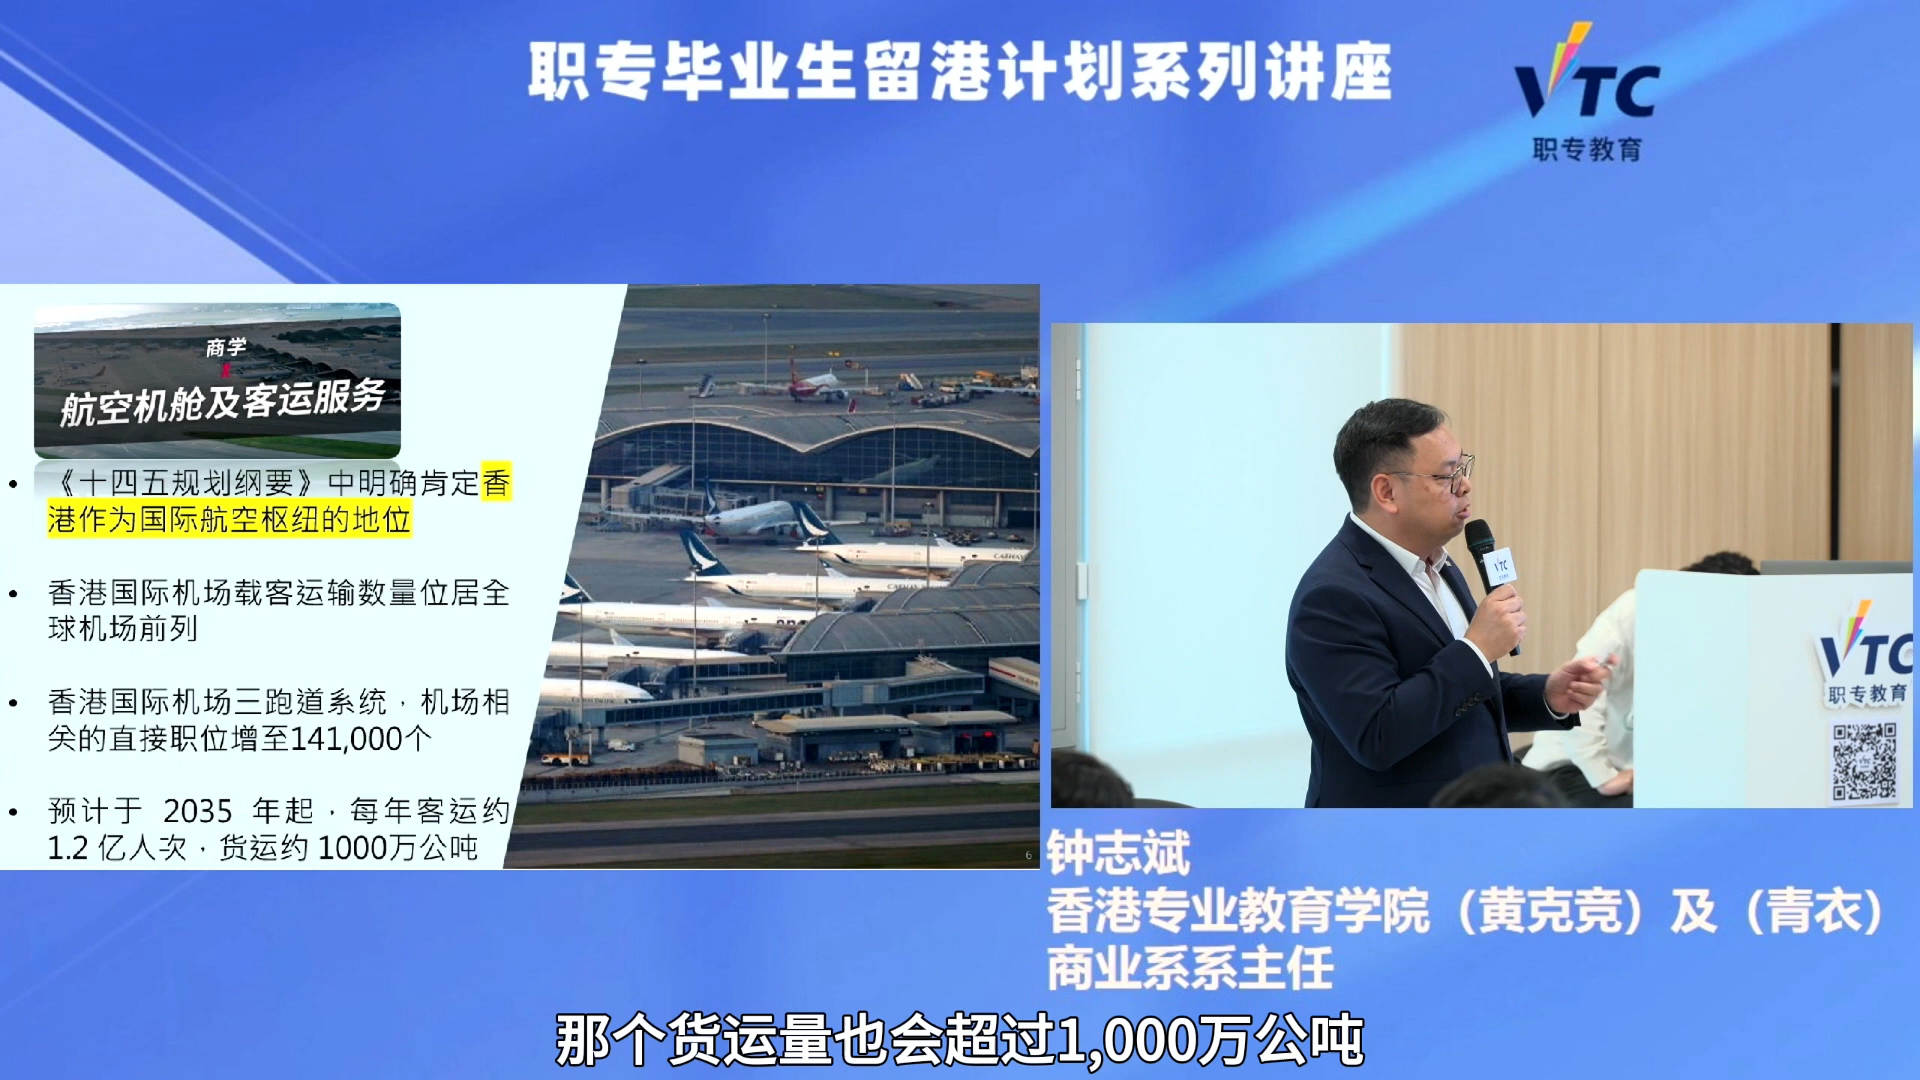 职专毕业生留港计划系列讲座
VTC
职专教育
商学
航空机舱及客运服务
• 《十四五规划纲要》中明确肯定香
港作为国际航空枢纽的地位
• 香港国际机场载客运输数量位居全
球机场前列
• 香港国际机场三跑道系统，机场相
关的直接职位增至141,000个
• 预计于 2035 年起，每年客运约
1.2 亿人次，货运约 1000万公吨
6
VTC
VTC
职专教育
钟志斌
香港专业教育学院（黄克竞）及（青衣）
商业系系主任
那个货运量也会超过1,000万公吨